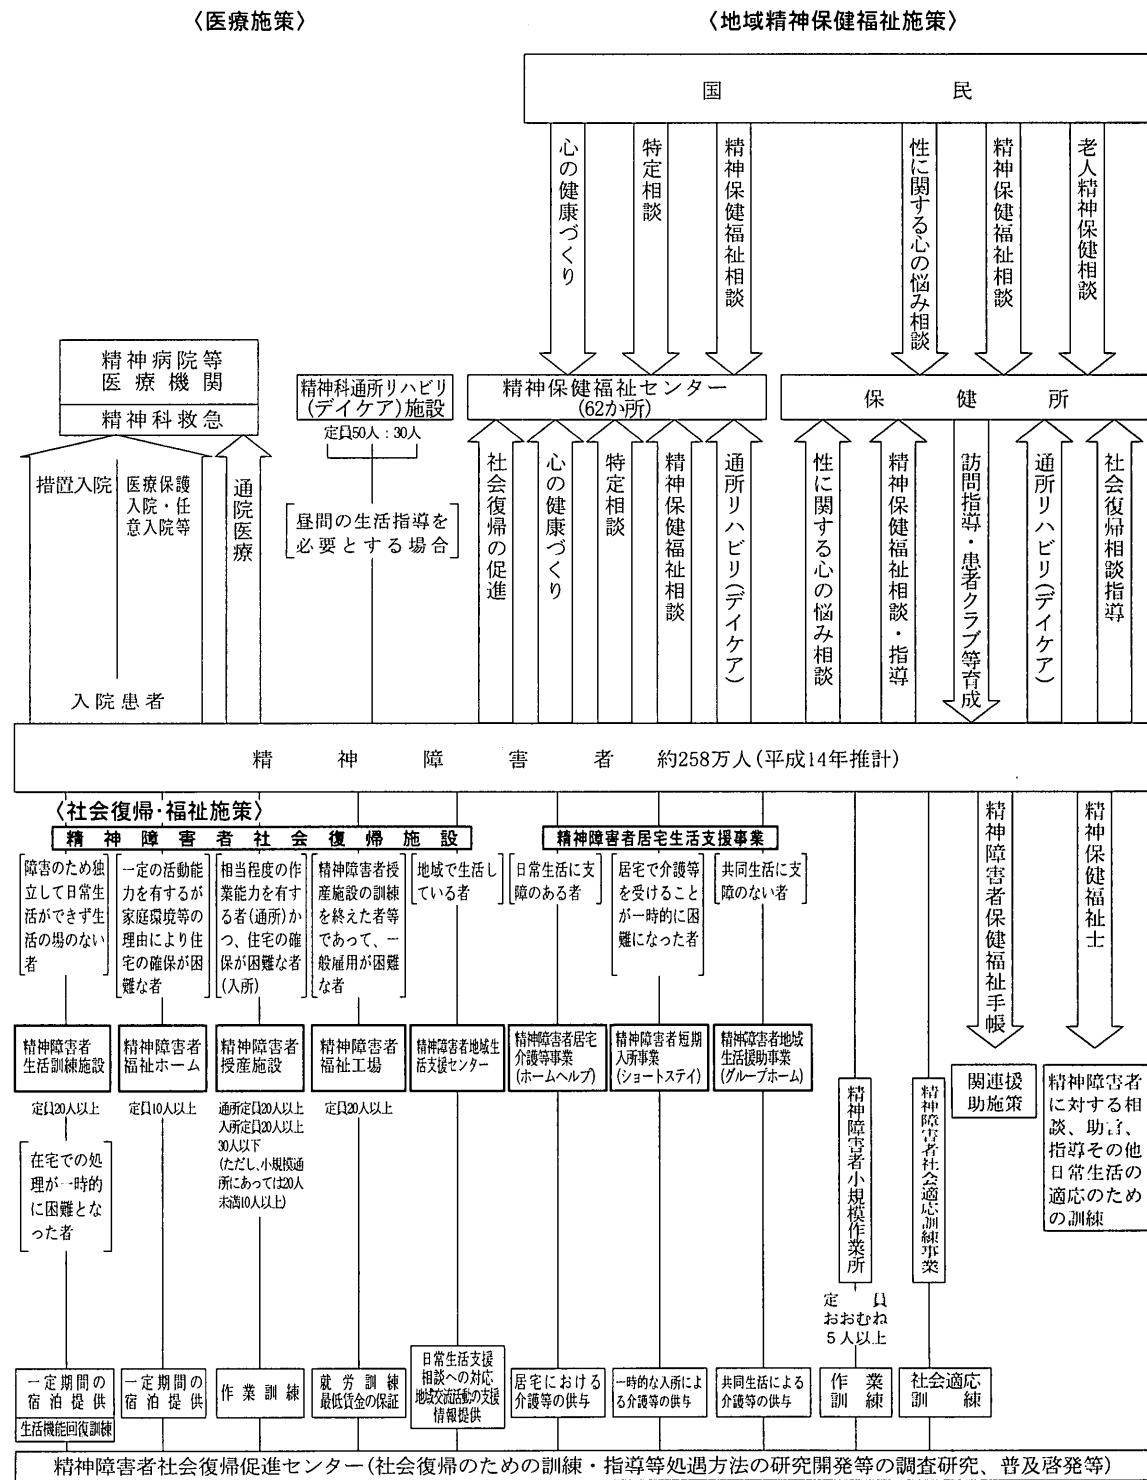 〈医療施策〉
〈地域精神保健福祉施策〉
国民
心の健康づくり
特定相談
精神保健福祉相談
性に関する心の悩み相談
精神保健福祉相談
老人精神保健相談
精神病院等
医療機関
精神科救急
精神科通所リハビリ
(デイケア)施設
定員50人:30人
精神保健福祉センター
(62か所)
保健所
措置入院
医療保護
入院・任
意入院等
通院医療
昼間の生活指導を
必要とする場合
社会復帰の促進
心の健康づくり
特定相談
精神保健福祉相談
通所リハビリ(デイケア)
性に関する心の悩み相談
精神保健福祉相談・指導
訪問指導・患者クラブ等育成
通所リハビリ(デイケア)
社会復帰相談指導
入院患者
精神障害者 約258万人(平成14年推計)
〈社会復帰・福祉施策〉
精神障害者社会復帰施設
精神障害者居宅生活支援事業
障害のため独
立して日常生
活ができず生
活の場のない
者
一定の活動能
力を有するが
家庭環境等の
理由により住
宅の確保が困
難な者
相当程度の作
業能力を有す
る者(通所)か
つ、住宅の確
保が困難な者
(入所)
精神障害者授
産施設の訓練
を終えた者等
であって、一
般雇用が困難
な者
地域で生活し
ている者
日常生活に支
障のある者
居宅で介護等
を受けること
が一時的に困
難になった者
共同生活に支
障のない者
精神障害者保健福祉手帳
精神保健福祉士
精神障害者
生活訓練施設
精神障害者
福祉ホーム
精神障害者
授産施設
精神障害者
福祉工場
精神障害者地域生
活支援センター
精神障害者居宅
介護等事業
(ホームヘルプ)
精神障害者短期
入所事業
(ショートステイ)
精神障害者地域
生活援助事業
(グループホーム)
精神障害者小規模作業所
精神障害者社会適応訓練事業
関連援
助施策
精神障害者
に対する相
談、助言、
指導その他
日常生活の
適応のため
の訓練
定員20人以上
定員10人以上
通所定員20人以上
入所定員20人以上
30人以下
(ただし、小規模通
所にあっては20人
未満10人以上)
定員20人以上
在宅での処
理が一時的
に困難とな
った者
定員
おおむね
5人以上
一定期間の
宿泊提供
生活機能回復訓練
一定期間の
宿泊提供
作業訓練
就労訓練
最低賃金の保証
日常生活支援
相談への対応
地域交流活動の支援
情報提供
居宅における
介護等の供与
一時的な入所によ
る介護等の供与
共同生活による
介護等の供与
作業
訓練
社会適応
訓練
精神障害者社会復帰促進センター(社会復帰のための訓練・指導等処遇方法の研究開発等の調査研究、普及啓発等)